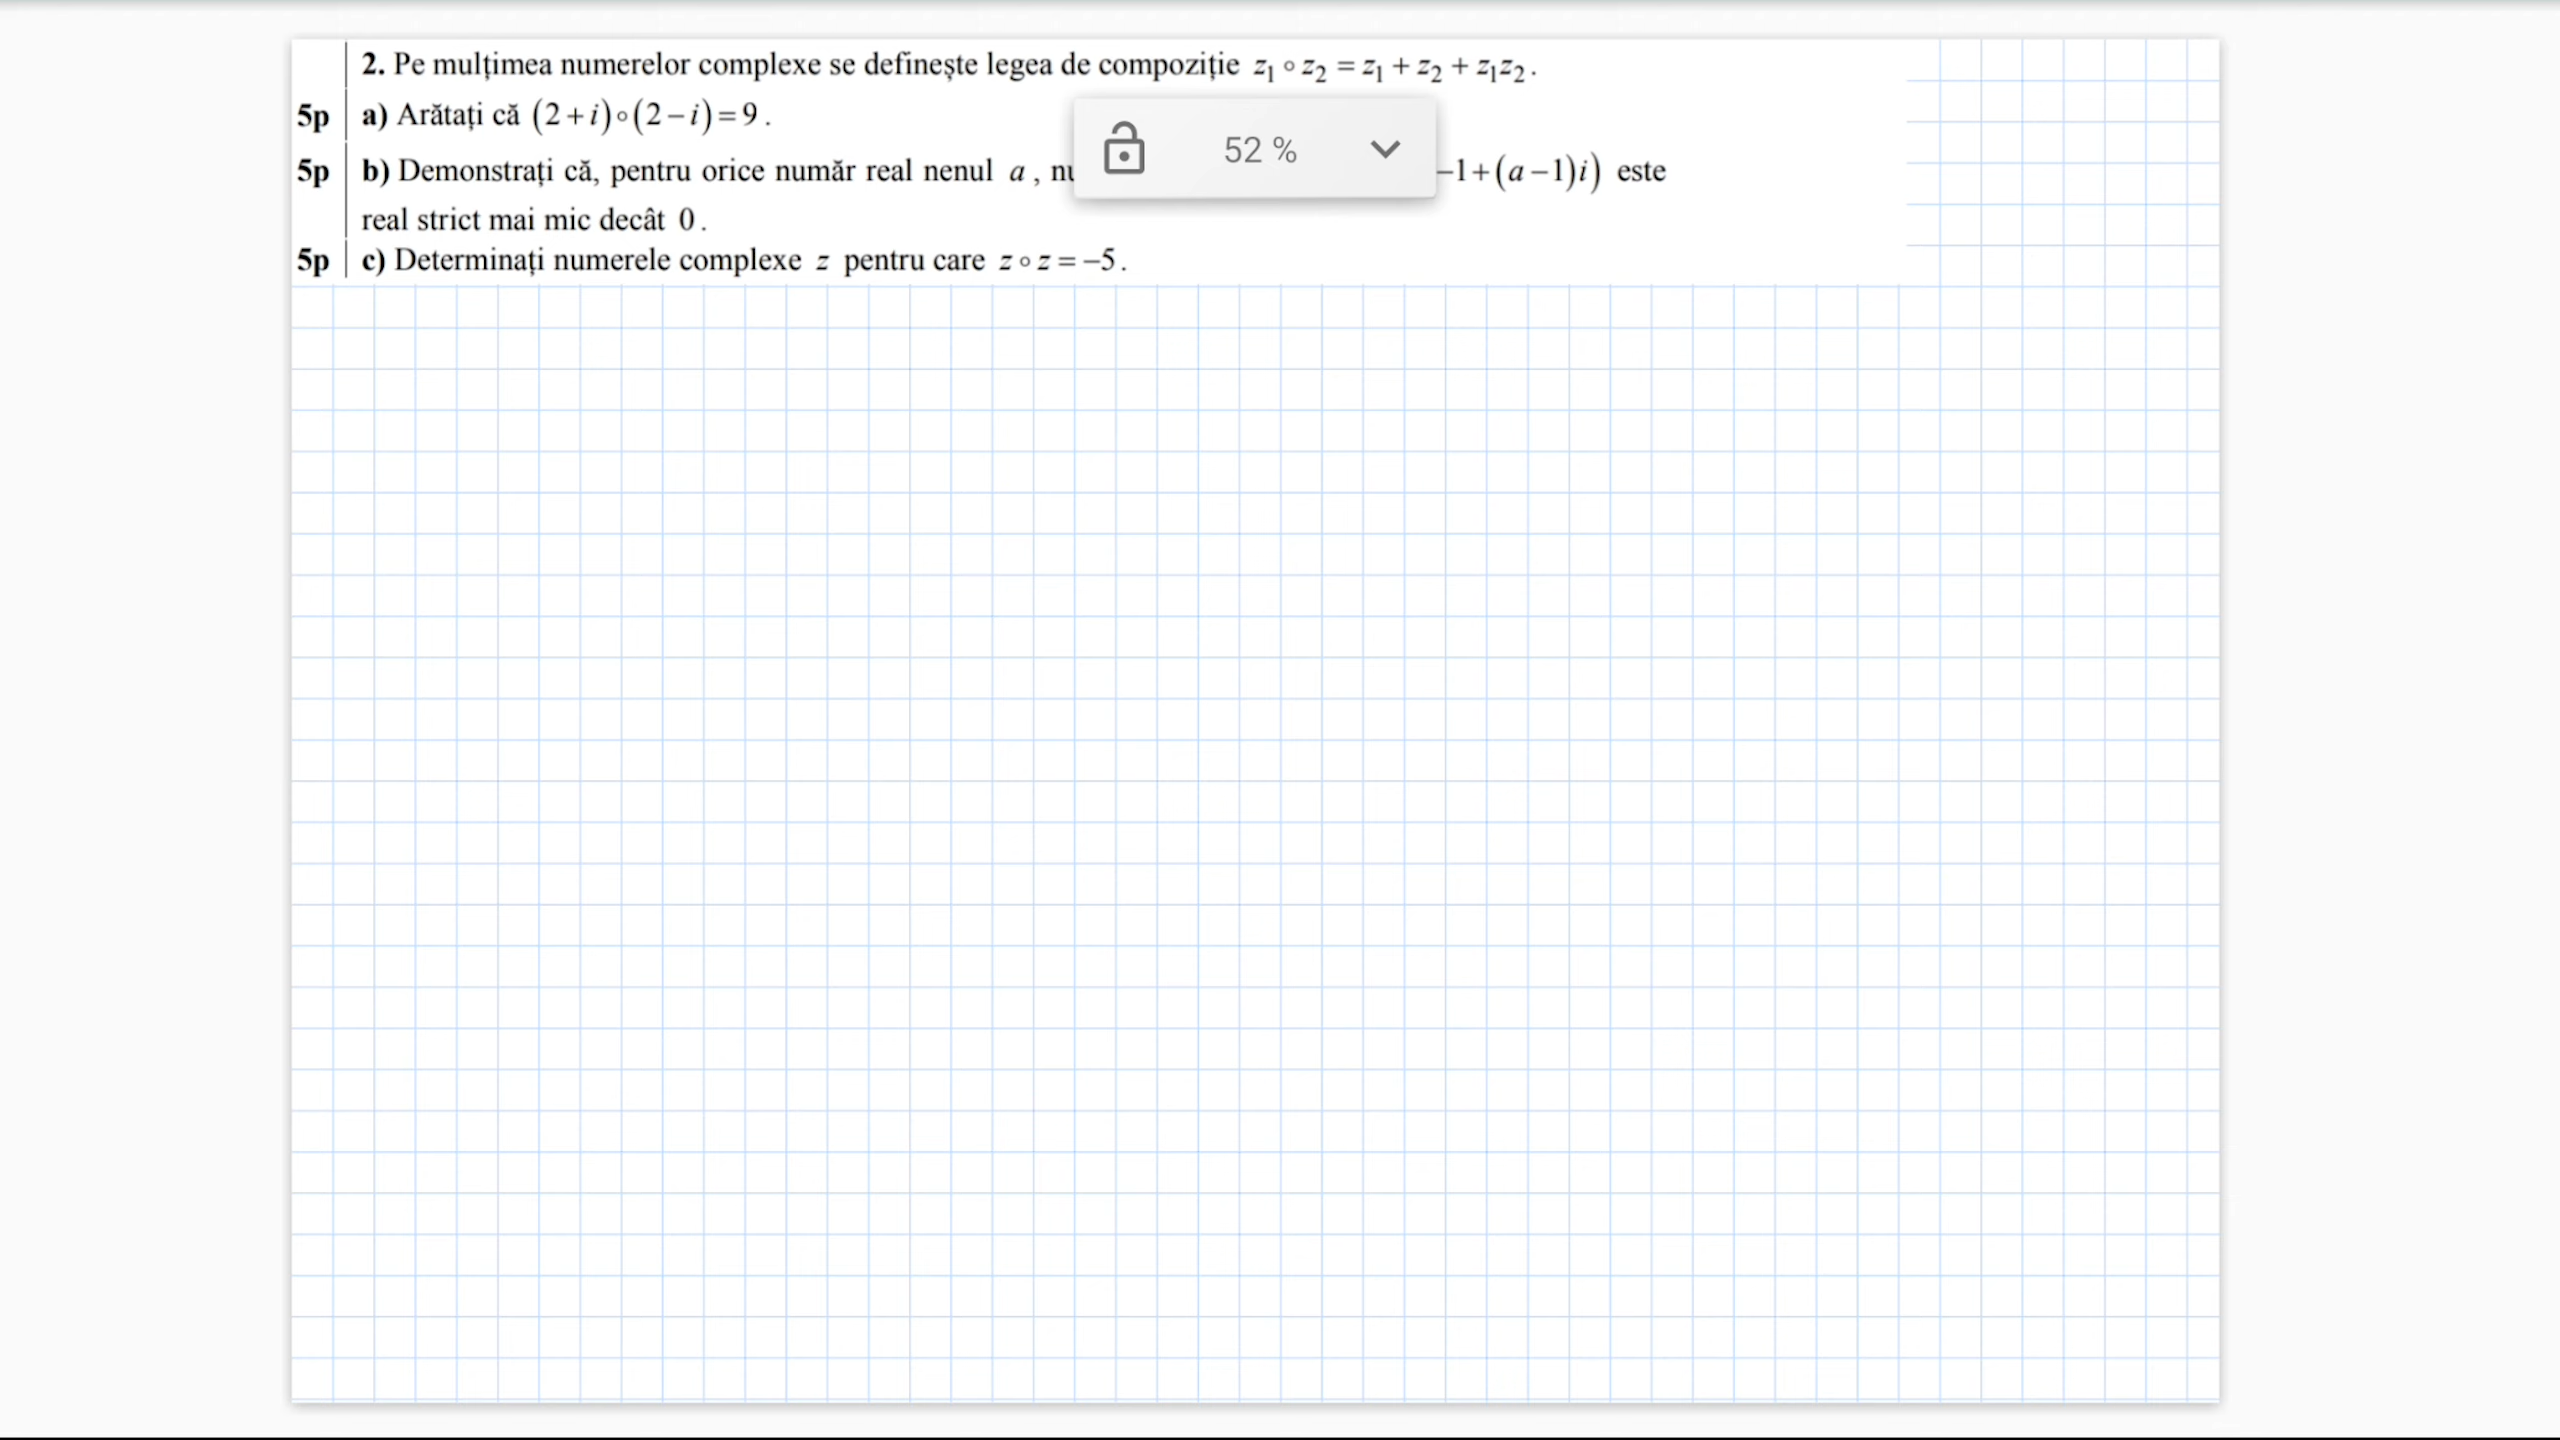 2. Pe mulțimea numerelor complexe se definește legea de compoziție z₁ ∘ z₂ = z₁ + z₂ + z₁z₂.
5p a) Arătați că (2+i)∘(2−i)=9.
52 %
5p b) Demonstrați că, pentru orice număr real nenul a, −1+(a−1)i) este
real strict mai mic decât 0.
5p c) Determinați numerele complexe z pentru care z∘z=−5.